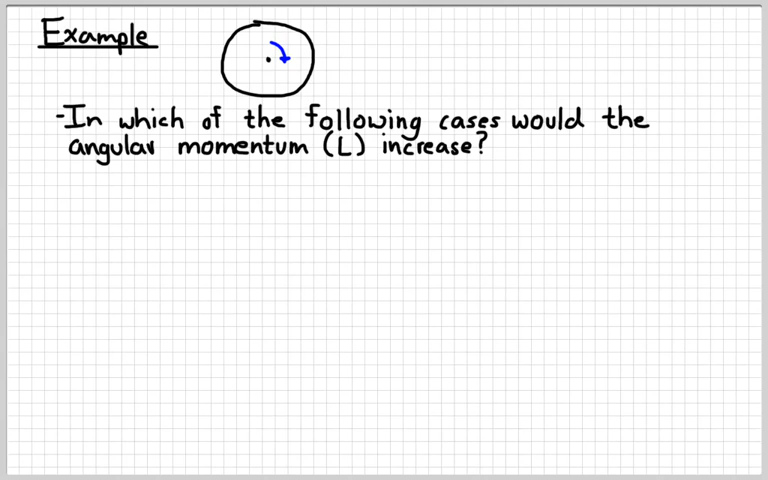 Example
-In which of the following cases would the
angular momentum (L) increase?